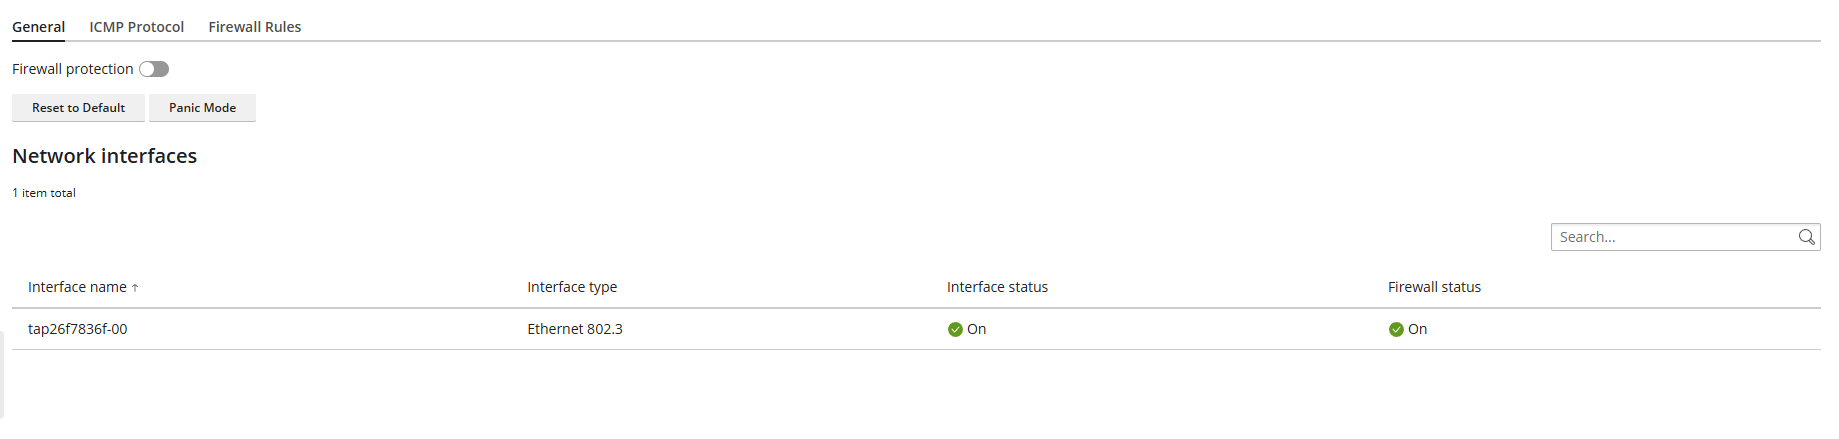 General ICMP Protocol Firewall Rules
Firewall protection
Reset to Default Panic Mode
Network interfaces
1 item total
Search...
Interface name ↑ Interface type Interface status Firewall status
tap26f7836f-00 Ethernet 802.3 On On